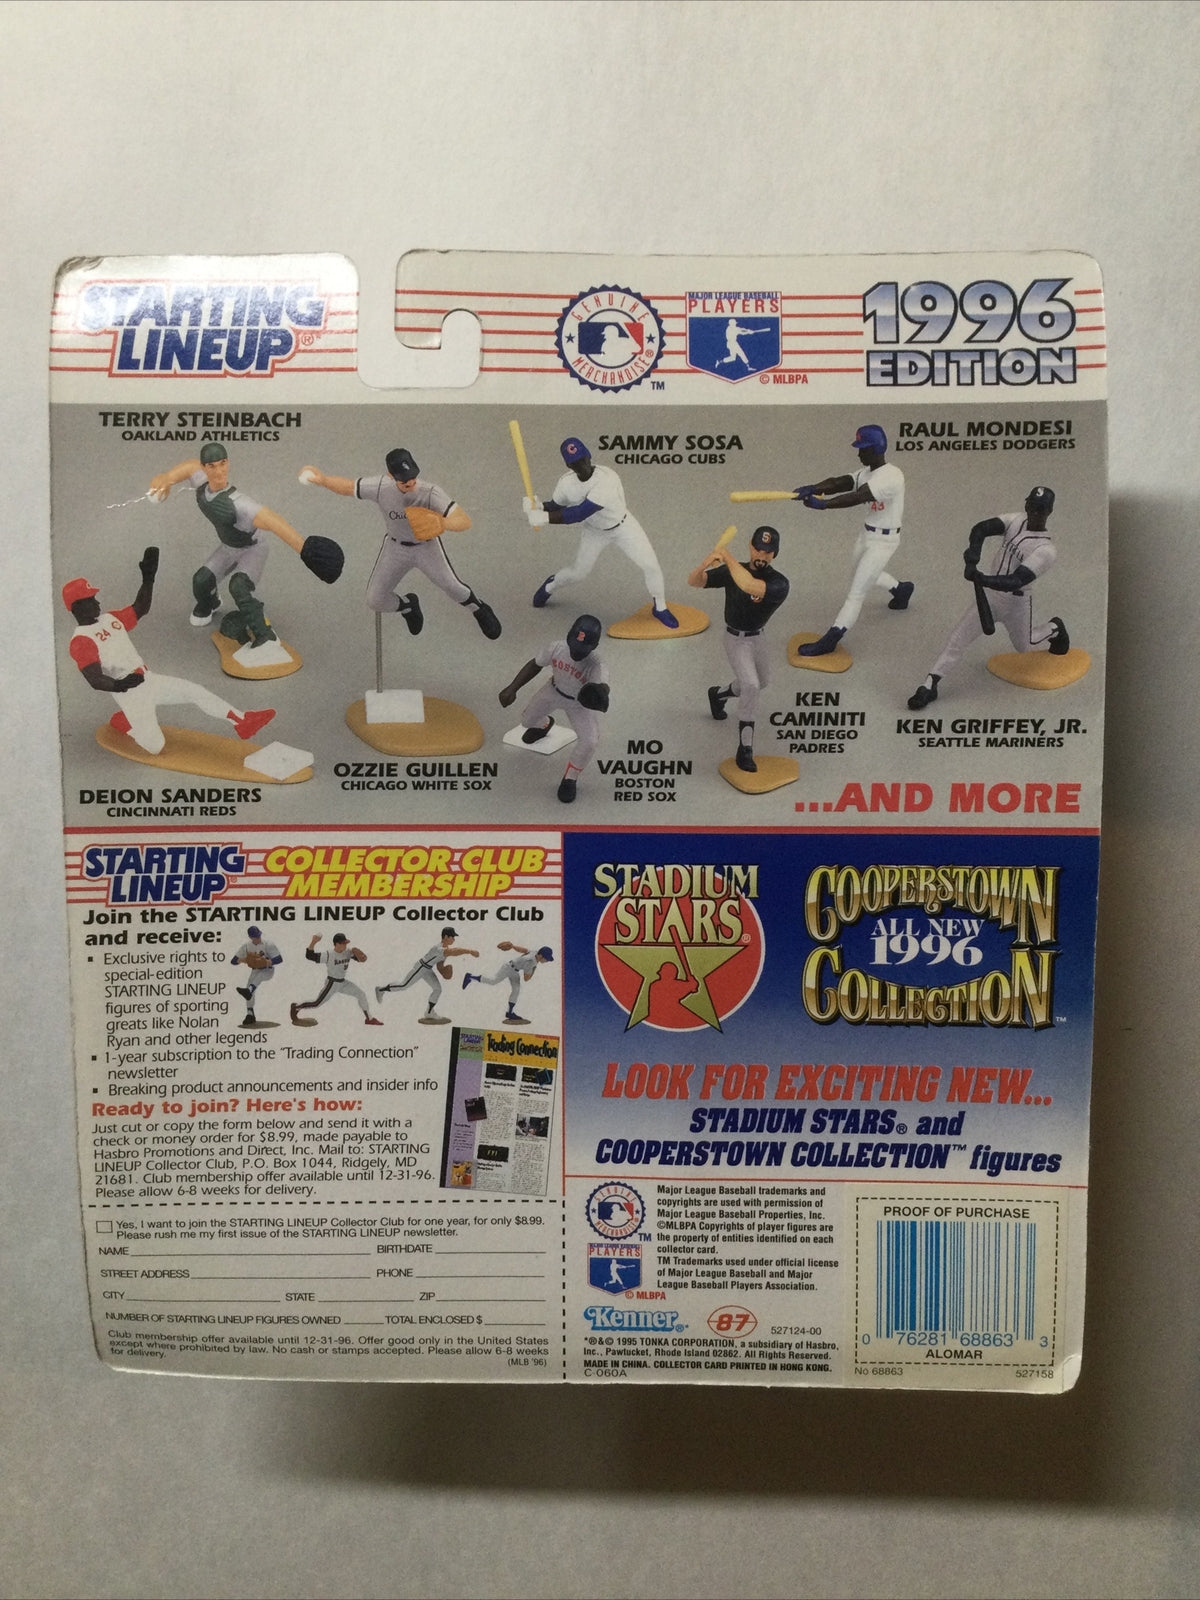 STARTING
LINEUP®
GENUINE
MERCHANDISE®
TM
MAJOR LEAGUE BASEBALL
PLAYERS
© MLBPA
1996
EDITION
TERRY STEINBACH
OAKLAND ATHLETICS
SAMMY SOSA
CHICAGO CUBS
RAUL MONDESI
LOS ANGELES DODGERS
DEION SANDERS
CINCINNATI REDS
OZZIE GUILLEN
CHICAGO WHITE SOX
MO
VAUGHN
BOSTON
RED SOX
KEN
CAMINITI
SAN DIEGO
PADRES
KEN GRIFFEY, JR.
SEATTLE MARINERS
...AND MORE
24
43
BOSTON
STARTING
LINEUP®
COLLECTOR CLUB
MEMBERSHIP
Join the STARTING LINEUP Collector Club
and receive:
▪ Exclusive rights to
special-edition
STARTING LINEUP
figures of sporting
greats like Nolan
Ryan and other legends
▪ 1-year subscription to the "Trading Connection"
newsletter
▪ Breaking product announcements and insider info
Trading Connection
Ready to join? Here's how:
Just cut or copy the form below and send it with a
check or money order for $8.99, made payable to
Hasbro Promotions and Direct, Inc. Mail to: STARTING
LINEUP Collector Club, P.O. Box 1044, Ridgely, MD
21681. Club membership offer available until 12-31-96.
Please allow 6-8 weeks for delivery.
Yes, I want to join the STARTING LINEUP Collector Club for one year, for only $8.99.
Please rush me my first issue of the STARTING LINEUP newsletter.
NAME BIRTHDATE
STREET ADDRESS PHONE
CITY STATE ZIP
NUMBER OF STARTING LINEUP FIGURES OWNED TOTAL ENCLOSED $
Club membership offer available until 12-31-96. Offer good only in the United States
except where prohibited by law. No cash or stamps accepted. Please allow 6-8 weeks
for delivery.
(MLB '96)
STADIUM
STARS®
COOPERSTOWN
ALL NEW
1996
COLLECTION™
LOOK FOR EXCITING NEW...
STADIUM STARS® and
COOPERSTOWN COLLECTION™ figures
GENUINE
MERCHANDISE
TM
MAJOR LEAGUE BASEBALL
PLAYERS
© MLBPA
Major League Baseball trademarks and
copyrights are used with permission of
Major League Baseball Properties, Inc.
©MLBPA Copyrights of player figures are
the property of entities identified on each
collector card.
TM Trademarks used under official license
of Major League Baseball and Major
League Baseball Players Association.
Kenner® 87 527124-00
*®&© 1995 TONKA CORPORATION, a subsidiary of Hasbro,
Inc., Pawtucket, Rhode Island 02862. All Rights Reserved.
MADE IN CHINA. COLLECTOR CARD PRINTED IN HONG KONG.
C-060A
PROOF OF PURCHASE
0 76281 68863 3
ALOMAR
No 68863 527158